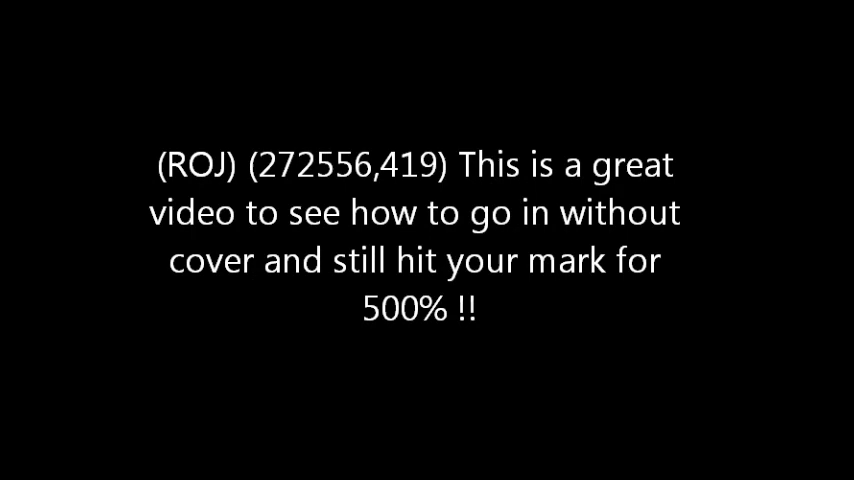 (ROJ) (272556,419) This is a great
video to see how to go in without
cover and still hit your mark for
500% !!